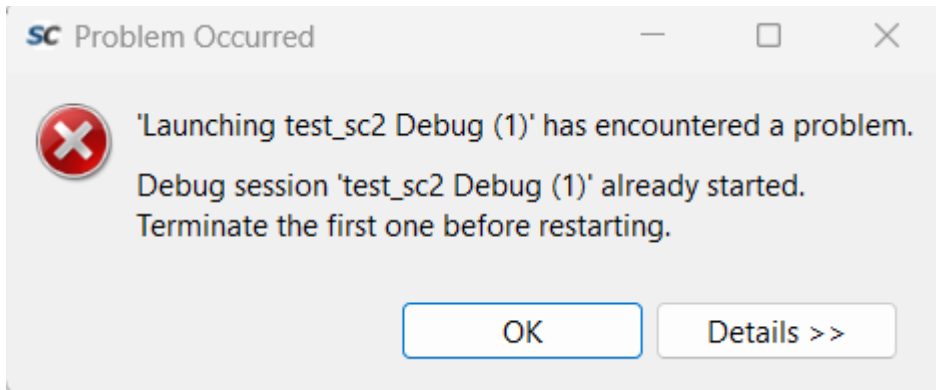 SC Problem Occurred
'Launching test_sc2 Debug (1)' has encountered a problem.
Debug session 'test_sc2 Debug (1)' already started.
Terminate the first one before restarting.
OK
Details >>